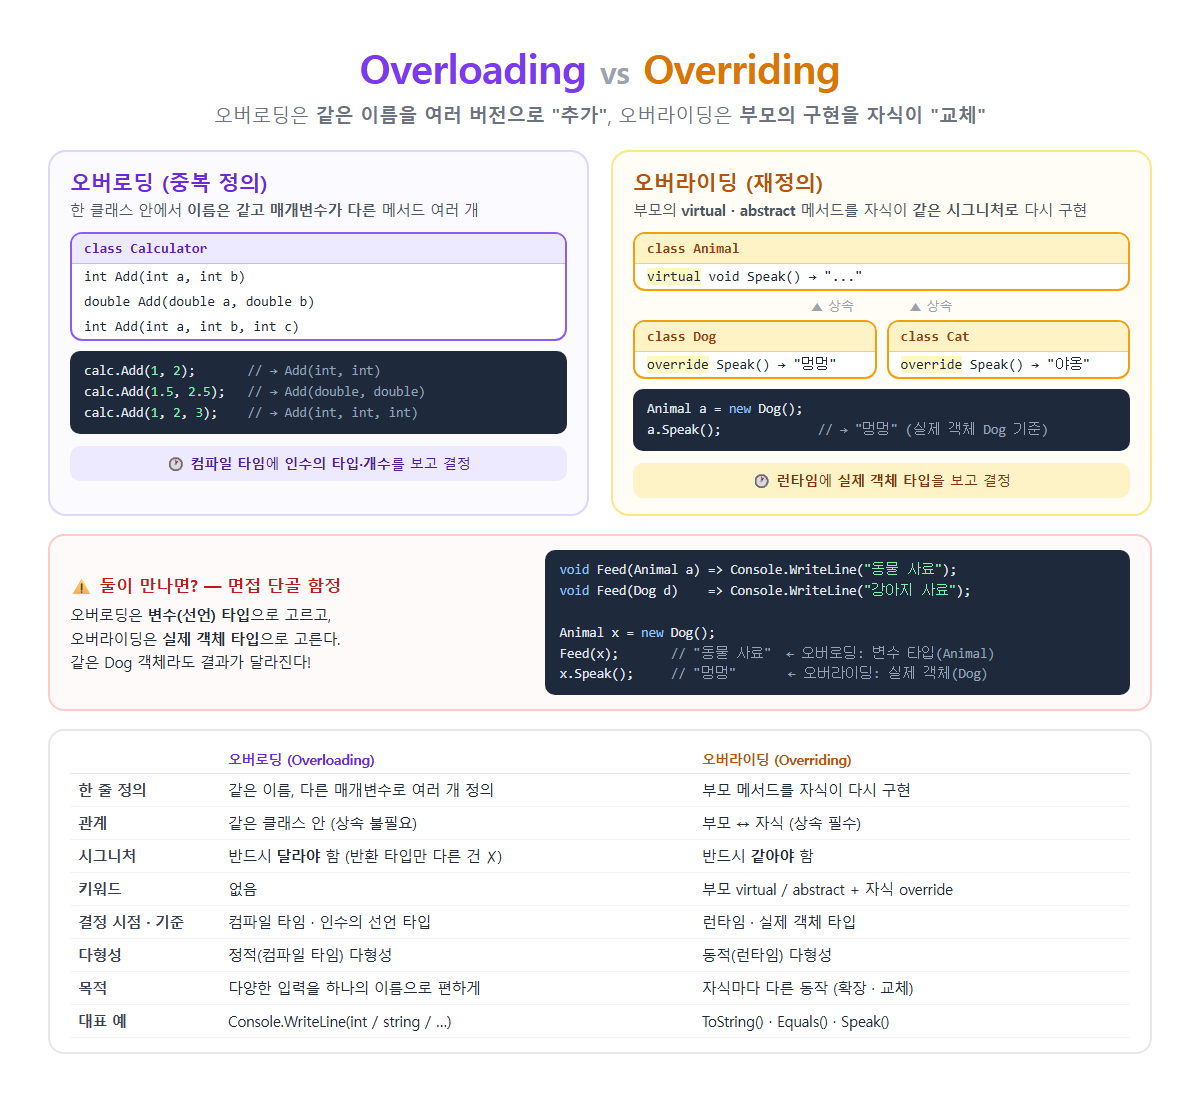 Overloading vs Overriding
오버로딩은 같은 이름을 여러 버전으로 "추가", 오버라이딩은 부모의 구현을 자식이 "교체"
오버로딩 (중복 정의)
한 클래스 안에서 이름은 같고 매개변수가 다른 메서드 여러 개
class Calculator
int Add(int a, int b)
double Add(double a, double b)
int Add(int a, int b, int c)
calc.Add(1, 2);       // → Add(int, int)
calc.Add(1.5, 2.5);   // → Add(double, double)
calc.Add(1, 2, 3);    // → Add(int, int, int)
🕐 컴파일 타임에 인수의 타입·개수를 보고 결정
오버라이딩 (재정의)
부모의 virtual · abstract 메서드를 자식이 같은 시그니처로 다시 구현
class Animal
virtual void Speak() → "..."
▲ 상속 ▲ 상속
class Dog
override Speak() → "멍멍"
class Cat
override Speak() → "야옹"
Animal a = new Dog();
a.Speak();             // → "멍멍" (실제 객체 Dog 기준)
🕐 런타임에 실제 객체 타입을 보고 결정
⚠️ 둘이 만나면? — 면접 단골 함정
오버로딩은 변수(선언) 타입으로 고르고,
오버라이딩은 실제 객체 타입으로 고른다.
같은 Dog 객체라도 결과가 달라진다!
void Feed(Animal a) => Console.WriteLine("동물 사료");
void Feed(Dog d)    => Console.WriteLine("강아지 사료");
Animal x = new Dog();
Feed(x);       // "동물 사료"  ← 오버로딩: 변수 타입(Animal)
x.Speak();     // "멍멍"       ← 오버라이딩: 실제 객체(Dog)
오버로딩 (Overloading) 오버라이딩 (Overriding)
한 줄 정의 같은 이름, 다른 매개변수로 여러 개 정의 부모 메서드를 자식이 다시 구현
관계 같은 클래스 안 (상속 불필요) 부모 ↔ 자식 (상속 필수)
시그니처 반드시 달라야 함 (반환 타입만 다른 건 ✗) 반드시 같아야 함
키워드 없음 부모 virtual / abstract + 자식 override
결정 시점 · 기준 컴파일 타임 · 인수의 선언 타입 런타임 · 실제 객체 타입
다형성 정적(컴파일 타임) 다형성 동적(런타임) 다형성
목적 다양한 입력을 하나의 이름으로 편하게 자식마다 다른 동작 (확장 · 교체)
대표 예 Console.WriteLine(int / string / …) ToString() · Equals() · Speak()